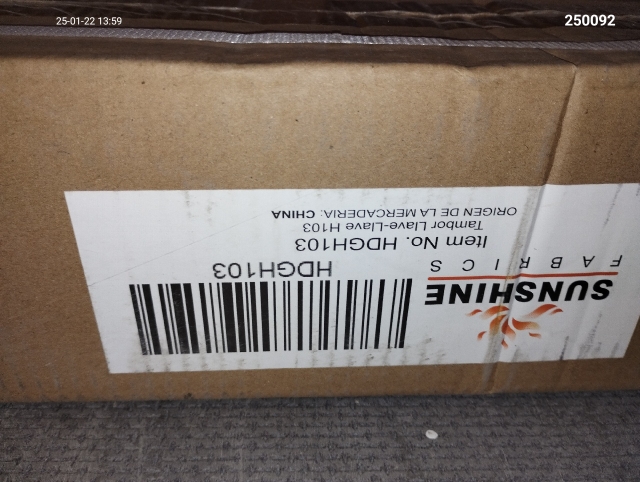 25-01-22 13:59
250092
SUNSHINE
FABRICS
HDGH103
Item No. HDGH103
Tambor Llave-Llave H103
ORIGEN DE LA MERCADERIA: CHINA